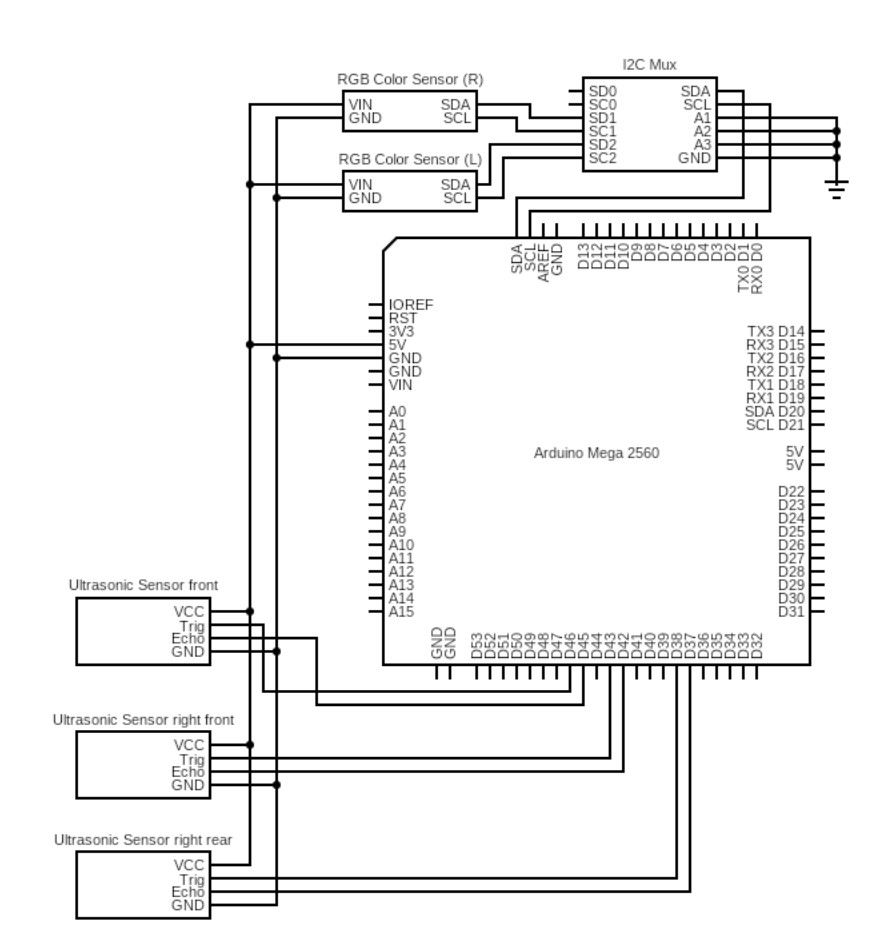 I2C Mux
RGB Color Sensor (R)
VIN SDA
GND SCL
SD0 SDA
SC0 SCL
SD1 A1
SC1 A2
SD2 A3
SC2 GND
RGB Color Sensor (L)
VIN SDA
GND SCL
SDA
SCL
AREF
GND
D13
D12
D11
D10
D9
D8
D7
D6
D5
D4
D3
D2
TX0 D1
RX0 D0
IOREF
RST
3V3
5V
GND
GND
VIN
A0
A1
A2
A3
A4
A5
A6
A7
A8
A9
A10
A11
A12
A13
A14
A15
Arduino Mega 2560
TX3 D14
RX3 D15
TX2 D16
RX2 D17
TX1 D18
RX1 D19
SDA D20
SCL D21
5V
5V
D22
D23
D24
D25
D26
D27
D28
D29
D30
D31
GND
GND
D53
D52
D51
D50
D49
D48
D47
D46
D45
D44
D43
D42
D41
D40
D39
D38
D37
D36
D35
D34
D33
D32
Ultrasonic Sensor front
VCC
Trig
Echo
GND
Ultrasonic Sensor right front
VCC
Trig
Echo
GND
Ultrasonic Sensor right rear
VCC
Trig
Echo
GND